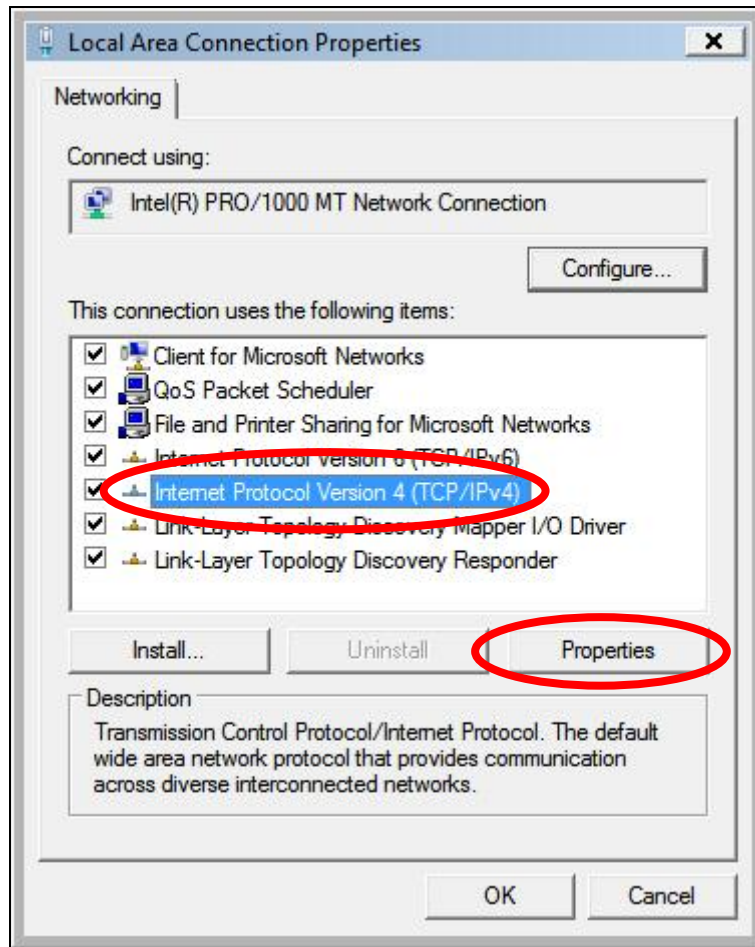 Local Area Connection Properties
Networking
Connect using:
Intel(R) PRO/1000 MT Network Connection
Configure...
This connection uses the following items:
Client for Microsoft Networks
QoS Packet Scheduler
File and Printer Sharing for Microsoft Networks
Internet Protocol Version 6 (TCP/IPv6)
Internet Protocol Version 4 (TCP/IPv4)
Link-Layer Topology Discovery Mapper I/O Driver
Link-Layer Topology Discovery Responder
Install...
Uninstall
Properties
Description
Transmission Control Protocol/Internet Protocol. The default
wide area network protocol that provides communication
across diverse interconnected networks.
OK
Cancel